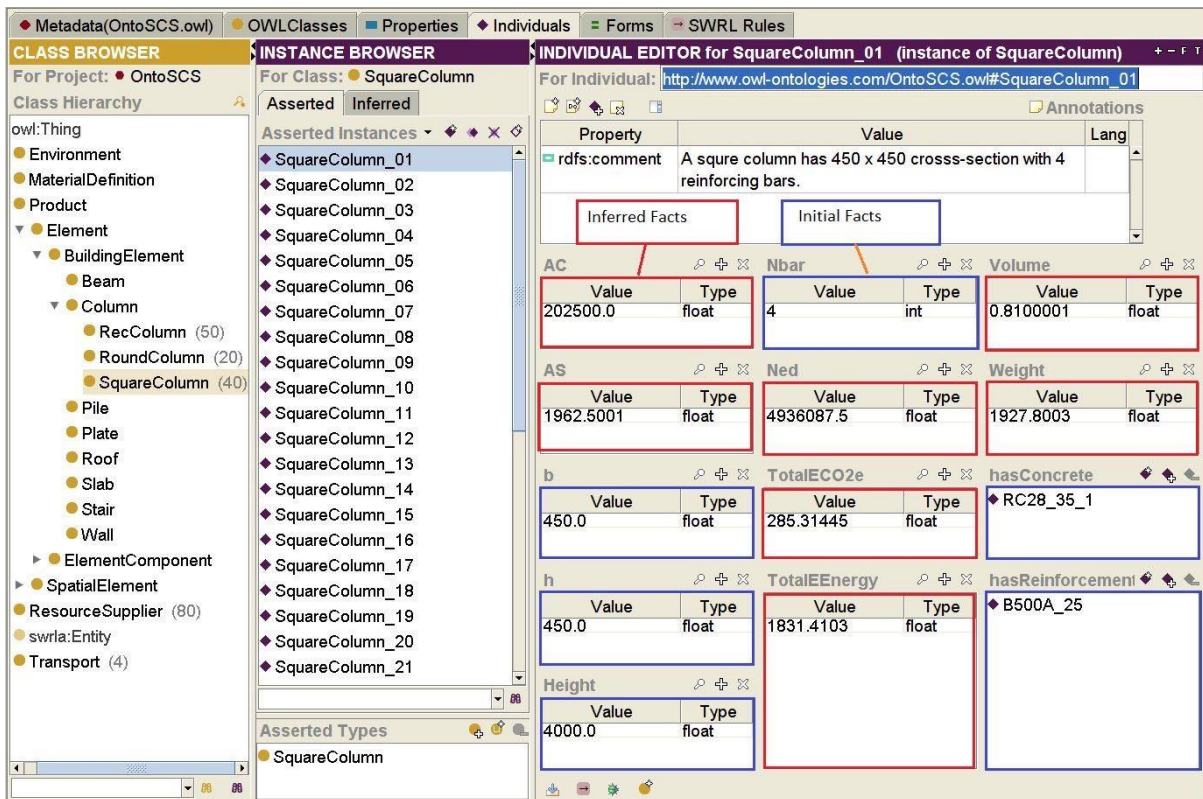 Metadata(OntoSCS.owl) OWLClasses Properties Individuals Forms SWRL Rules
CLASS BROWSER
For Project: OntoSCS
Class Hierarchy
owl:Thing
Environment
MaterialDefinition
Product
Element
BuildingElement
Beam
Column
RecColumn (50)
RoundColumn (20)
SquareColumn (40)
Pile
Plate
Roof
Slab
Stair
Wall
ElementComponent
SpatialElement
ResourceSupplier (80)
swrla:Entity
Transport (4)
INSTANCE BROWSER
For Class: SquareColumn
Asserted Inferred
Asserted Instances
SquareColumn_01
SquareColumn_02
SquareColumn_03
SquareColumn_04
SquareColumn_05
SquareColumn_06
SquareColumn_07
SquareColumn_08
SquareColumn_09
SquareColumn_10
SquareColumn_11
SquareColumn_12
SquareColumn_13
SquareColumn_14
SquareColumn_15
SquareColumn_16
SquareColumn_17
SquareColumn_18
SquareColumn_19
SquareColumn_20
SquareColumn_21
Asserted Types
SquareColumn
INDIVIDUAL EDITOR for SquareColumn_01 (instance of SquareColumn) + - F T
For Individual: http://www.owl-ontologies.com/OntoSCS.owl#SquareColumn_01
Annotations
Property Value Lang
rdfs:comment A squre column has 450 x 450 crosss-section with 4
reinforcing bars.
Inferred Facts Initial Facts
AC Nbar Volume
Value Type Value Type Value Type
202500.0 float 4 int 0.8100001 float
AS Ned Weight
Value Type Value Type Value Type
1962.5001 float 4936087.5 float 1927.8003 float
b TotalECO2e hasConcrete
Value Type Value Type RC28_35_1
450.0 float 285.31445 float
h TotalEEnergy hasReinforcement
Value Type Value Type B500A_25
450.0 float 1831.4103 float
Height
Value Type
4000.0 float